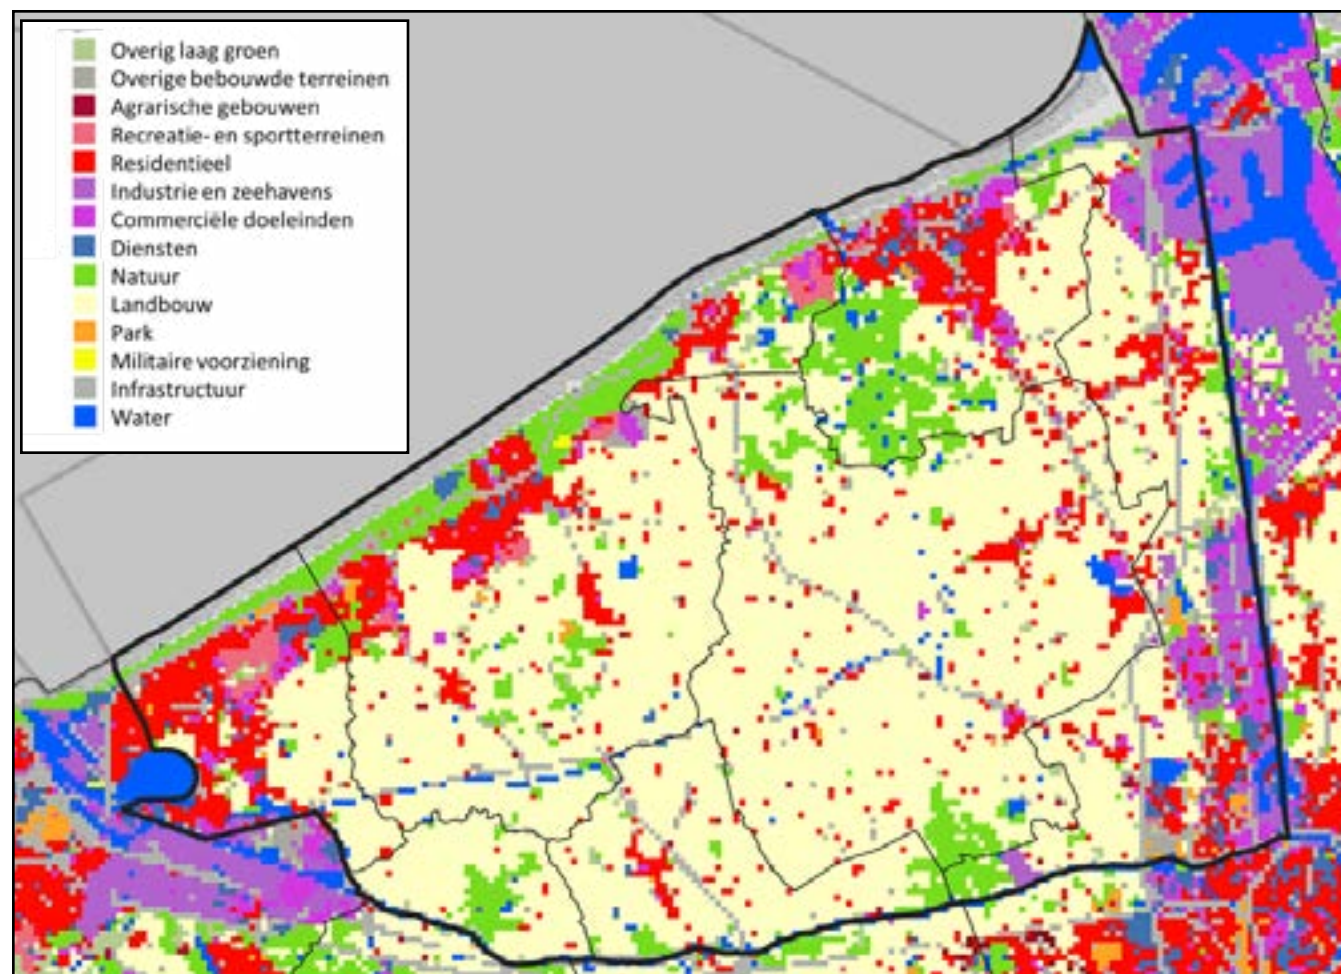 Overig laag groen
Overige bebouwde terreinen
Agrarische gebouwen
Recreatie- en sportterreinen
Residentieel
Industrie en zeehavens
Commerciële doeleinden
Diensten
Natuur
Landbouw
Park
Militaire voorziening
Infrastructuur
Water